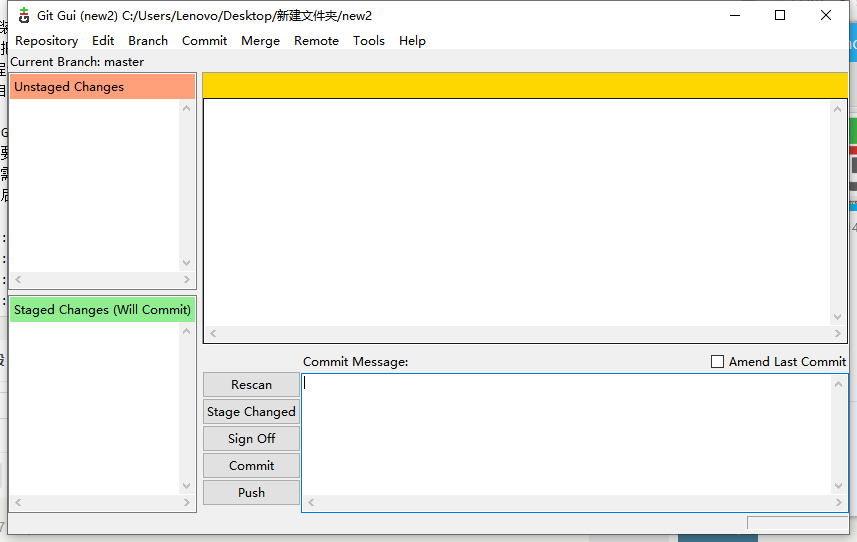 Git Gui (new2) C:/Users/Lenovo/Desktop/新建文件夹/new2
Repository Edit Branch Commit Merge Remote Tools Help
Current Branch: master
Unstaged Changes
Staged Changes (Will Commit)
Commit Message:
Amend Last Commit
Rescan
Stage Changed
Sign Off
Commit
Push